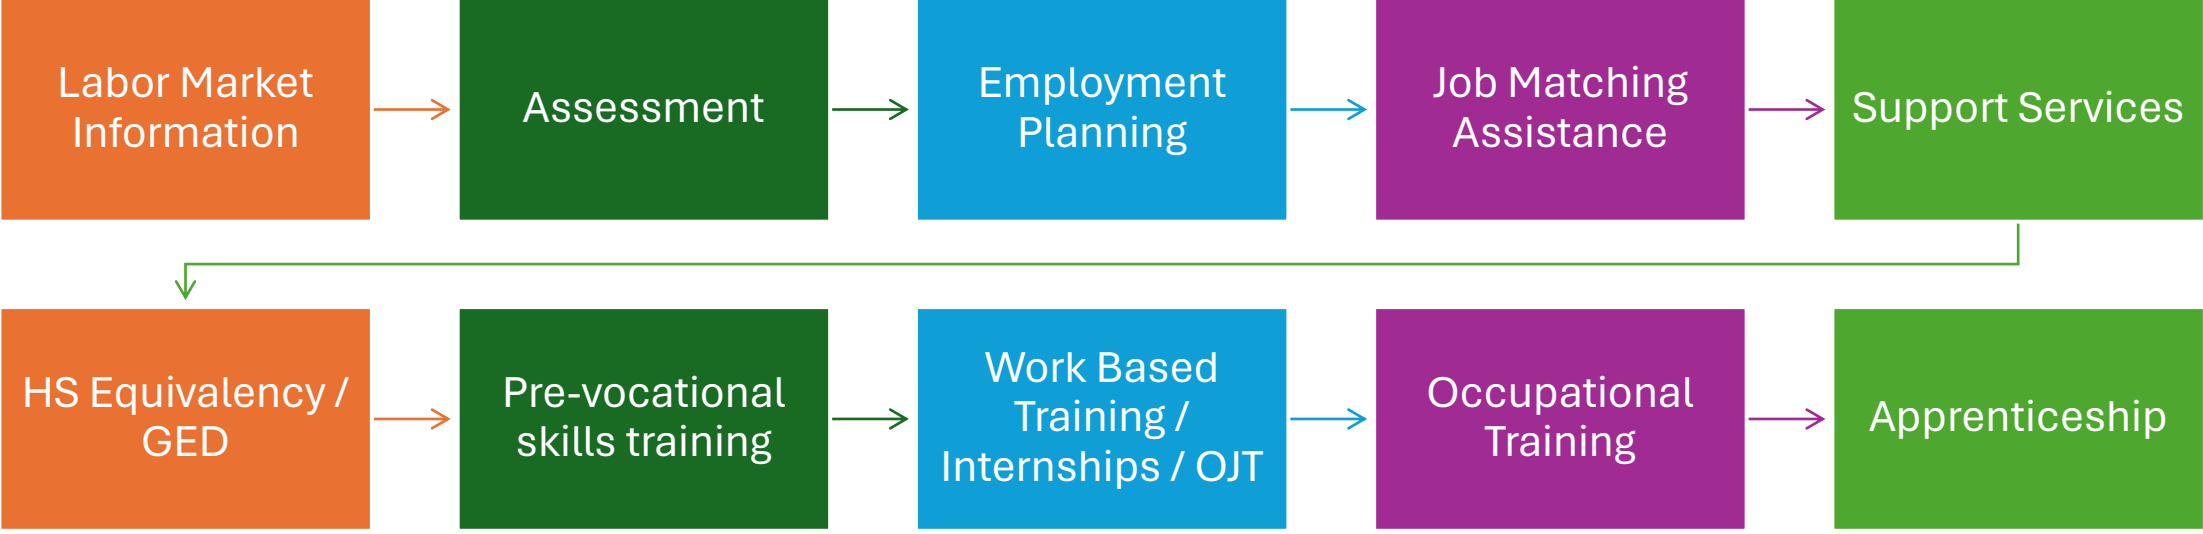 Labor Market
Information
Assessment
Employment
Planning
Job Matching
Assistance
Support Services
HS Equivalency /
GED
Pre-vocational
skills training
Work Based
Training /
Internships / OJT
Occupational
Training
Apprenticeship